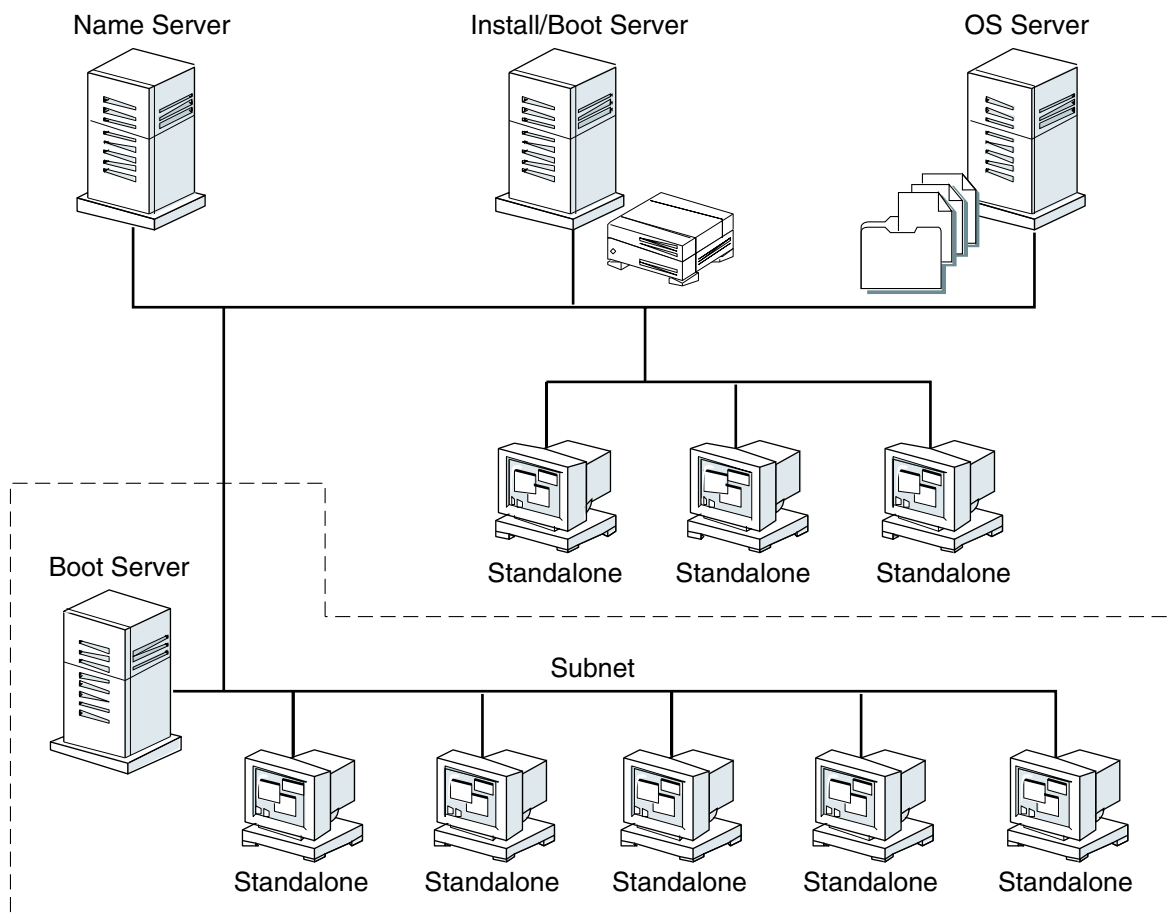 Name Server
Install/Boot Server
OS Server
Standalone
Standalone
Standalone
Boot Server
Subnet
Standalone
Standalone
Standalone
Standalone
Standalone